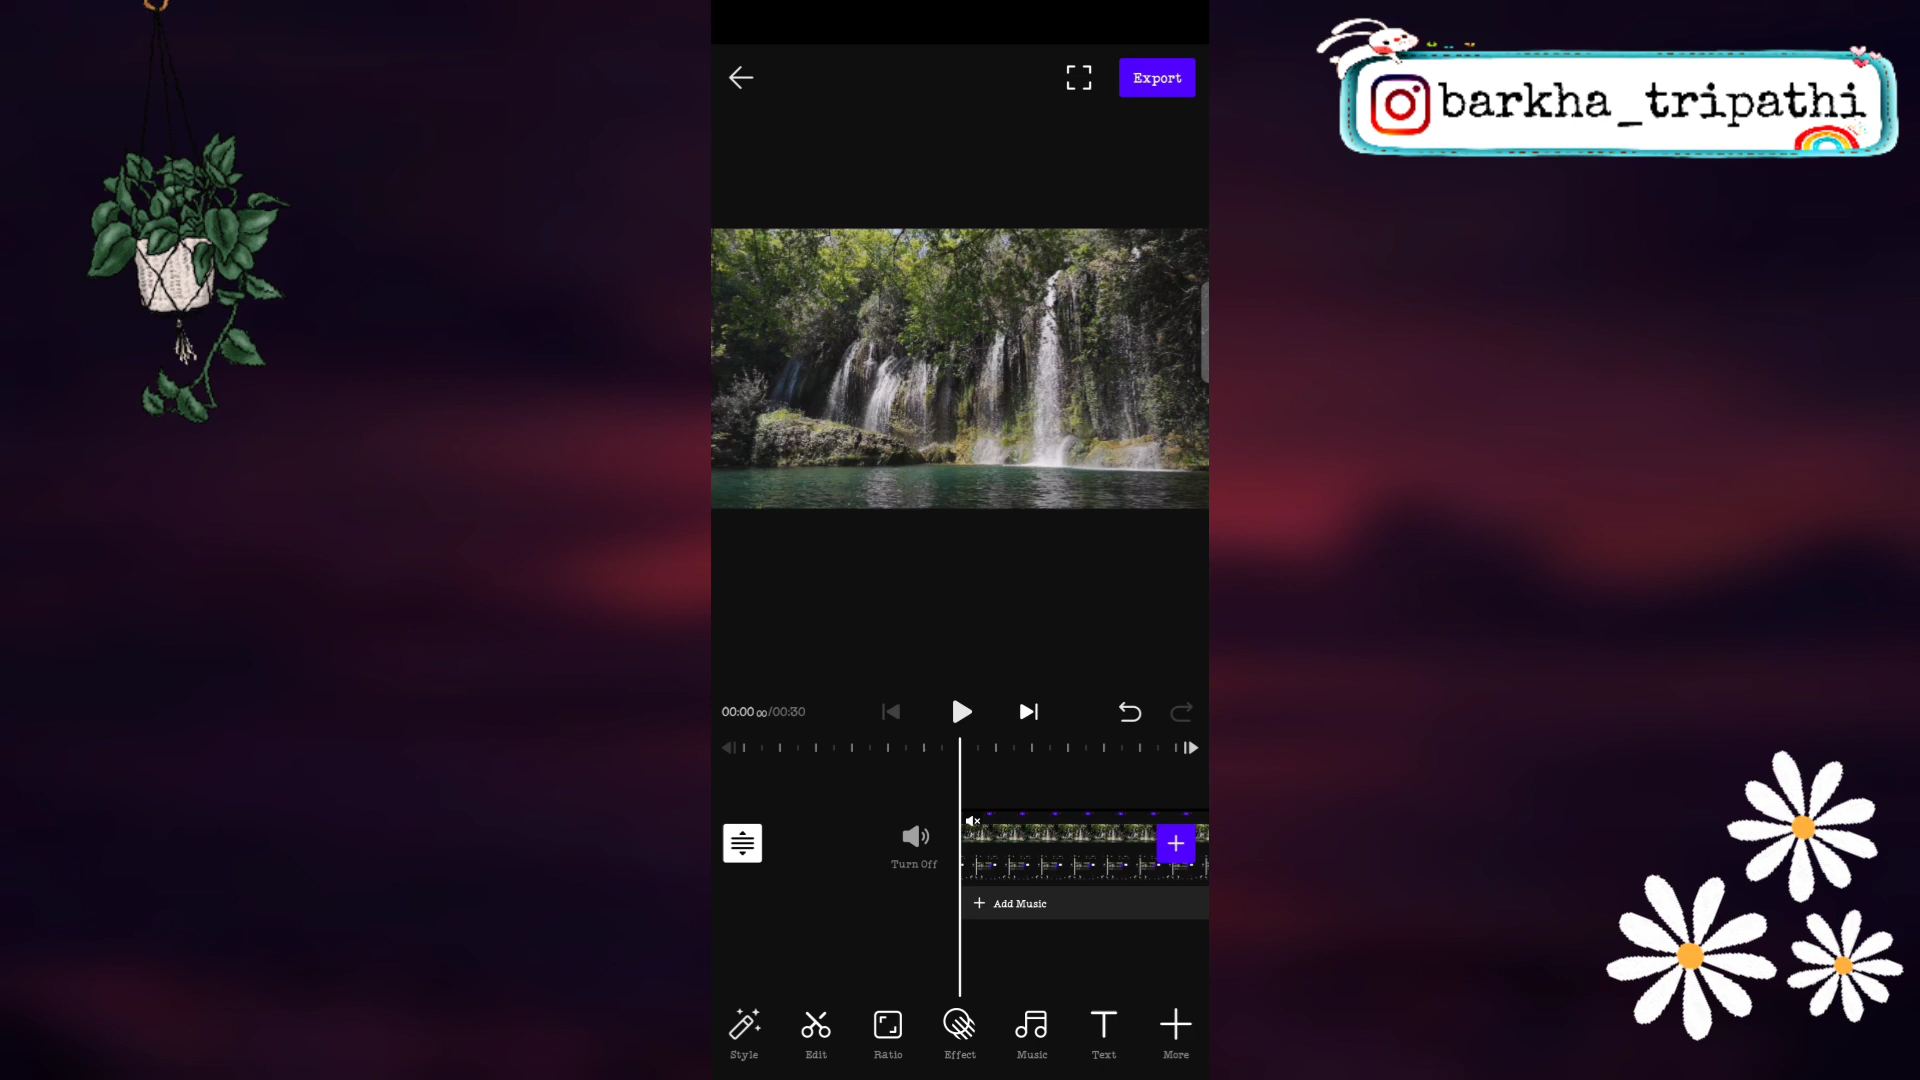 Export
barkha_tripathi
00:00 00/00:30
Turn Off
+ Add Music
Style
Edit
Ratio
Effect
Music
Text
More